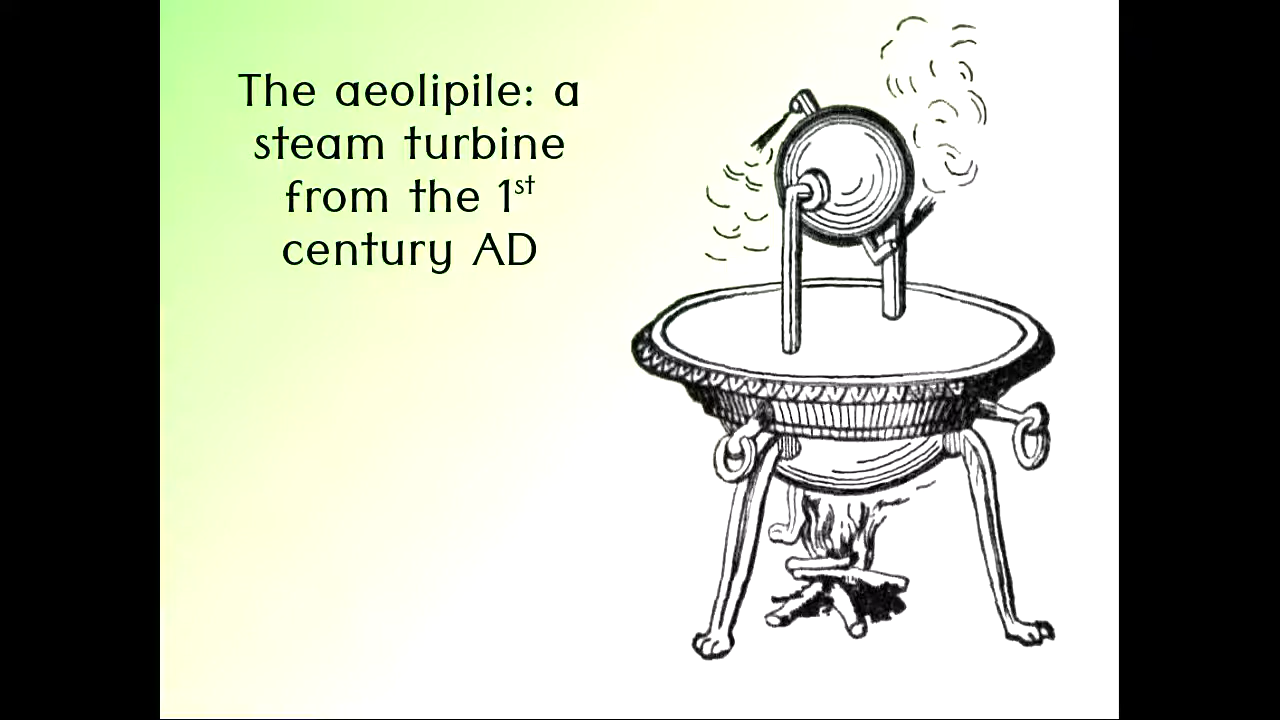 The aeolipile: a
steam turbine
from the 1st
century AD